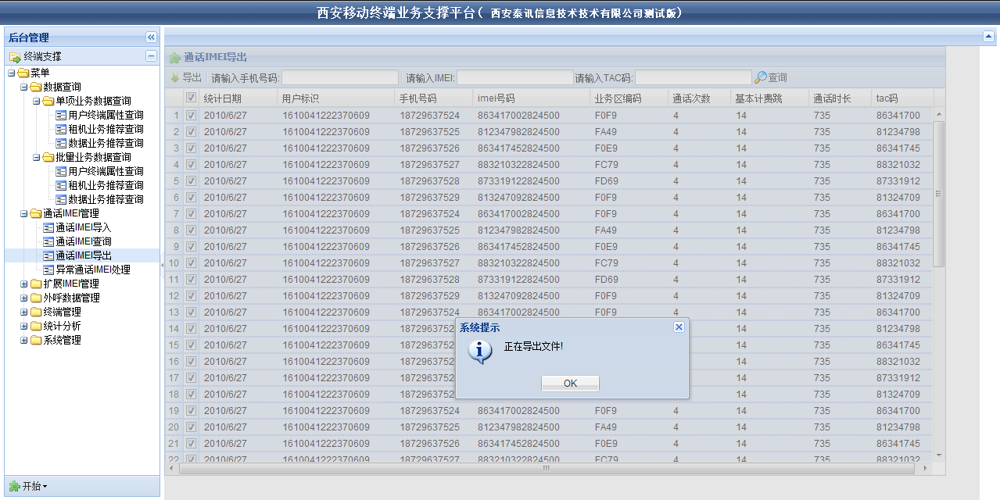 西安移动终端业务支撑平台( 西安泰讯信息技术技术有限公司测试版)
后台管理
终端支撑
菜单
数据查询
单项业务数据查询
用户终端属性查询
租机业务推荐查询
数据业务推荐查询
批量业务数据查询
用户终端属性查询
租机业务推荐查询
数据业务推荐查询
通话IMEI管理
通话IMEI导入
通话IMEI查询
通话IMEI导出
异常通话IMEI处理
扩展IMEI管理
外呼数据管理
终端管理
统计分析
系统管理
开始
通话IMEI导出
导出 请输入手机号码: 请输入IMEI: 请输入TAC码: 查询
统计日期 用户标识 手机号码 imei号码 业务区编码 通话次数 基本计费跳 通话时长 tac码
1 2010/6/27 1610041222370609 18729637524 863417002824500 F0F9 4 14 735 86341700
2 2010/6/27 1610041222370609 18729637525 812347982824500 FA49 4 14 735 81234798
3 2010/6/27 1610041222370609 18729637526 863417452824500 F0E9 4 14 735 86341745
4 2010/6/27 1610041222370609 18729637527 883210322824500 FC79 4 14 735 88321032
5 2010/6/27 1610041222370609 18729637528 873319122824500 FD69 4 14 735 87331912
6 2010/6/27 1610041222370609 18729637529 813247092824500 F0F9 4 14 735 81324709
7 2010/6/27 1610041222370609 18729637524 863417002824500 F0F9 4 14 735 86341700
8 2010/6/27 1610041222370609 18729637525 812347982824500 FA49 4 14 735 81234798
9 2010/6/27 1610041222370609 18729637526 863417452824500 F0E9 4 14 735 86341745
10 2010/6/27 1610041222370609 18729637527 883210322824500 FC79 4 14 735 88321032
11 2010/6/27 1610041222370609 18729637528 873319122824500 FD69 4 14 735 87331912
12 2010/6/27 1610041222370609 18729637529 813247092824500 F0F9 4 14 735 81324709
13 2010/6/27 1610041222370609 18729637524 863417002824500 F0F9 4 14 735 86341700
14 2010/6/27 1610041222370609 1872963752 14 735 81234798
15 2010/6/27 1610041222370609 1872963752 14 735 86341745
16 2010/6/27 1610041222370609 1872963752 14 735 88321032
17 2010/6/27 1610041222370609 1872963752 14 735 87331912
18 2010/6/27 1610041222370609 1872963752 14 735 81324709
19 2010/6/27 1610041222370609 18729637524 863417002824500 F0F9 4 14 735 86341700
20 2010/6/27 1610041222370609 18729637525 812347982824500 FA49 4 14 735 81234798
21 2010/6/27 1610041222370609 18729637526 863417452824500 F0E9 4 14 735 86341745
22 2010/6/27 1610041222370609 18729637527 883210322824500 FC79 4 14 735 88321032
系统提示
正在导出文件!
OK